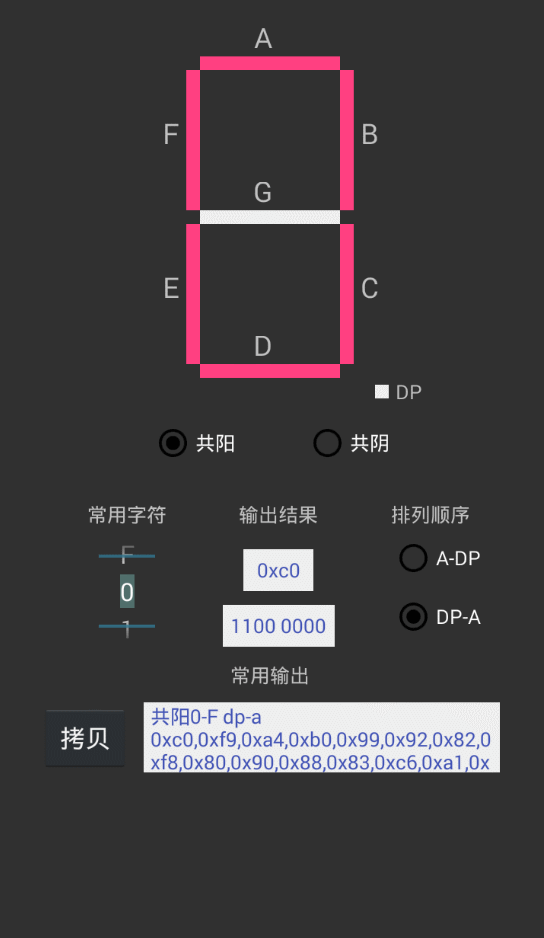 A
F
B
G
E
C
D
DP
共阳 共阴
常用字符 输出结果 排列顺序
F
0xc0
A-DP
0
1
1100 0000
DP-A
常用输出
拷贝
共阳0-F dp-a
0xc0,0xf9,0xa4,0xb0,0x99,0x92,0x82,0
xf8,0x80,0x90,0x88,0x83,0xc6,0xa1,0x